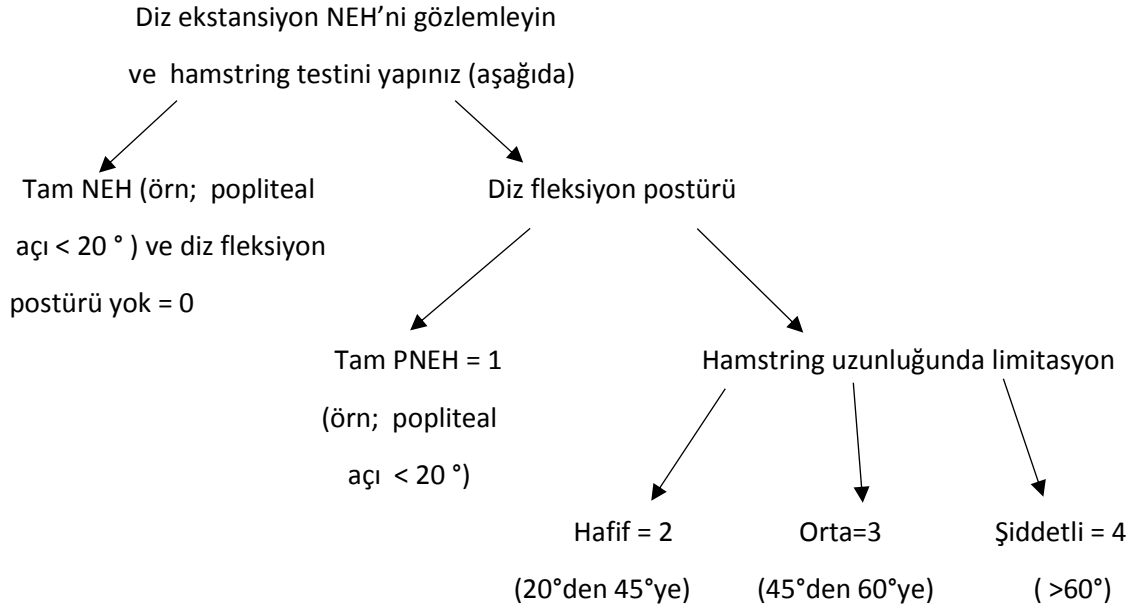 Diz ekstansiyon NEH’ni gözlemleyin
ve hamstring testini yapınız (aşağıda)
Tam NEH (örn; popliteal
açı < 20 ° ) ve diz fleksiyon
postürü yok = 0
Diz fleksiyon postürü
Tam PNEH = 1
(örn; popliteal
açı < 20 °)
Hamstring uzunluğunda limitasyon
Hafif = 2
(20°den 45°ye)
Orta=3
(45°den 60°ye)
Şiddetli = 4
( >60°)